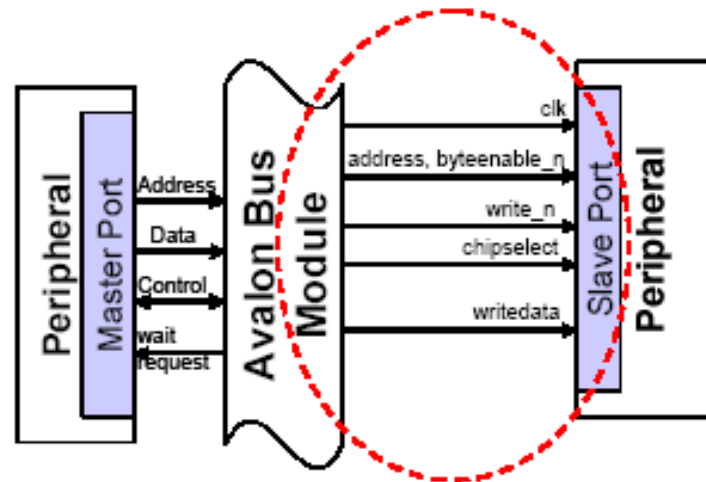 Peripheral
Master Port
Address
Data
Control
wait
request
Avalon Bus
Module
clk
address, byteenable_n
write_n
chipselect
writedata
Slave Port
Peripheral